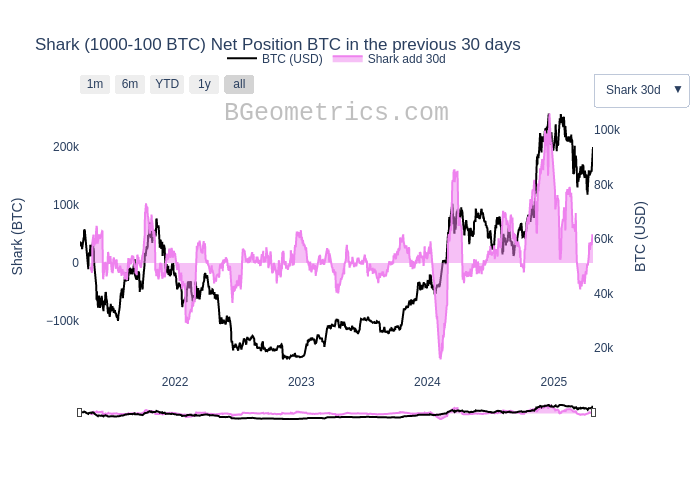 Shark (1000-100 BTC) Net Position BTC in the previous 30 days
BTC (USD) Shark add 30d
1m 6m YTD 1y all
Shark 30d ▼
BGeometrics.com
200k
100k
0
−100k
Shark (BTC)
100k
80k
60k
40k
20k
BTC (USD)
2022 2023 2024 2025